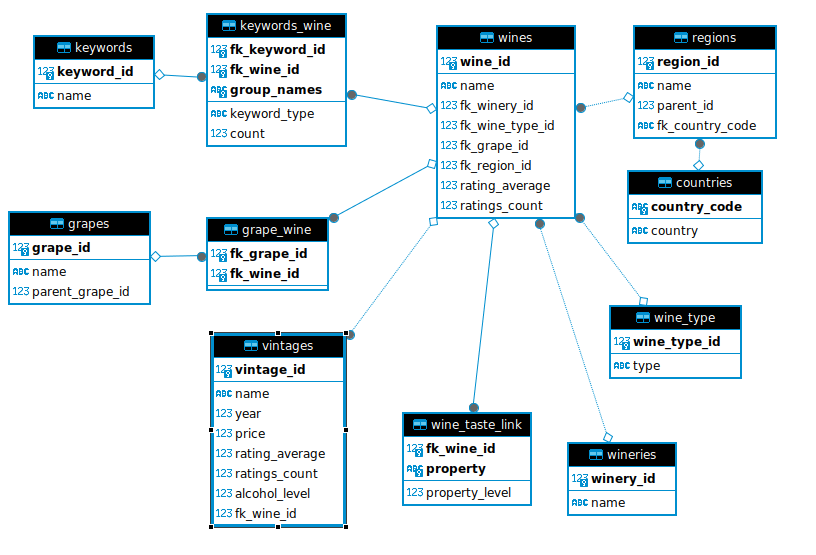 keywords
123 keyword_id
ABC name
keywords_wine
123 fk_keyword_id
123 fk_wine_id
ABC group_names
ABC keyword_type
123 count
wines
123 wine_id
ABC name
123 fk_winery_id
123 fk_wine_type_id
123 fk_grape_id
123 fk_region_id
123 rating_average
123 ratings_count
regions
123 region_id
ABC name
123 parent_id
ABC fk_country_code
countries
ABC country_code
ABC country
grapes
123 grape_id
ABC name
123 parent_grape_id
grape_wine
123 fk_grape_id
123 fk_wine_id
wine_type
123 wine_type_id
ABC type
vintages
123 vintage_id
ABC name
123 year
123 price
123 rating_average
123 ratings_count
123 alcohol_level
123 fk_wine_id
wine_taste_link
123 fk_wine_id
ABC property
123 property_level
wineries
123 winery_id
ABC name